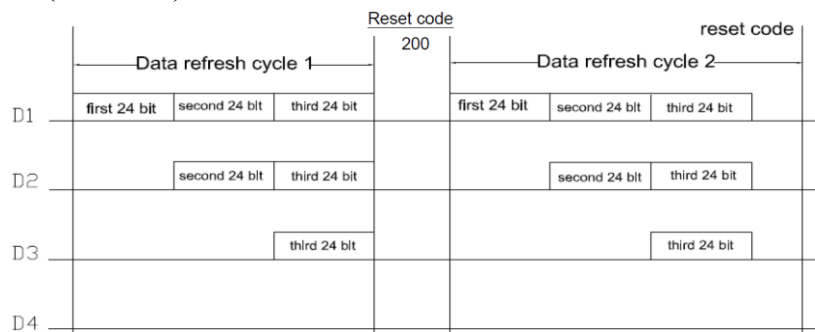 Reset code
200
reset code
Data refresh cycle 1
Data refresh cycle 2
D1
first 24 bit
second 24 blt
third 24 bit
first 24 bit
second 24 blt
third 24 bit
D2
second 24 blt
third 24 bit
second 24 blt
third 24 bit
D3
thlrd 24 blt
third 24 bit
D4